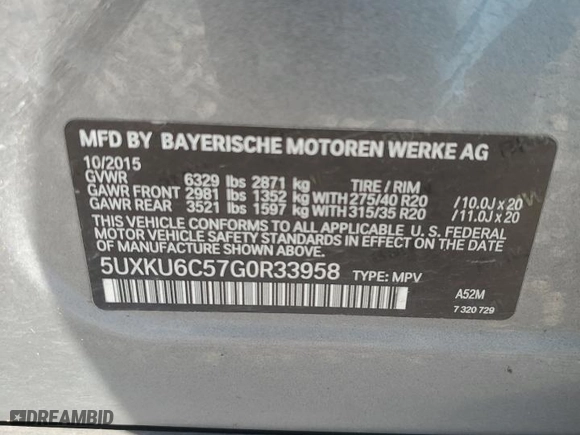 MFD BY BAYERISCHE MOTOREN WERKE AG
10/2015
GVWR 6329 lbs 2871 kg TIRE / RIM
GAWR FRONT 2981 lbs 1352 kg WITH 275/40 R20 /10.0J x 20
GAWR REAR 3521 lbs 1597 kg WITH 315/35 R20 /11.0J x 20
THIS VEHICLE CONFORMS TO ALL APPLICABLE U. S. FEDERAL
MOTOR VEHICLE SAFETY STANDARDS IN EFFECT ON THE DATE
OF MANUFACTURE SHOWN ABOVE.
5UXKU6C57G0R33958 TYPE: MPV
A52M
7 320 729
DREAMBID